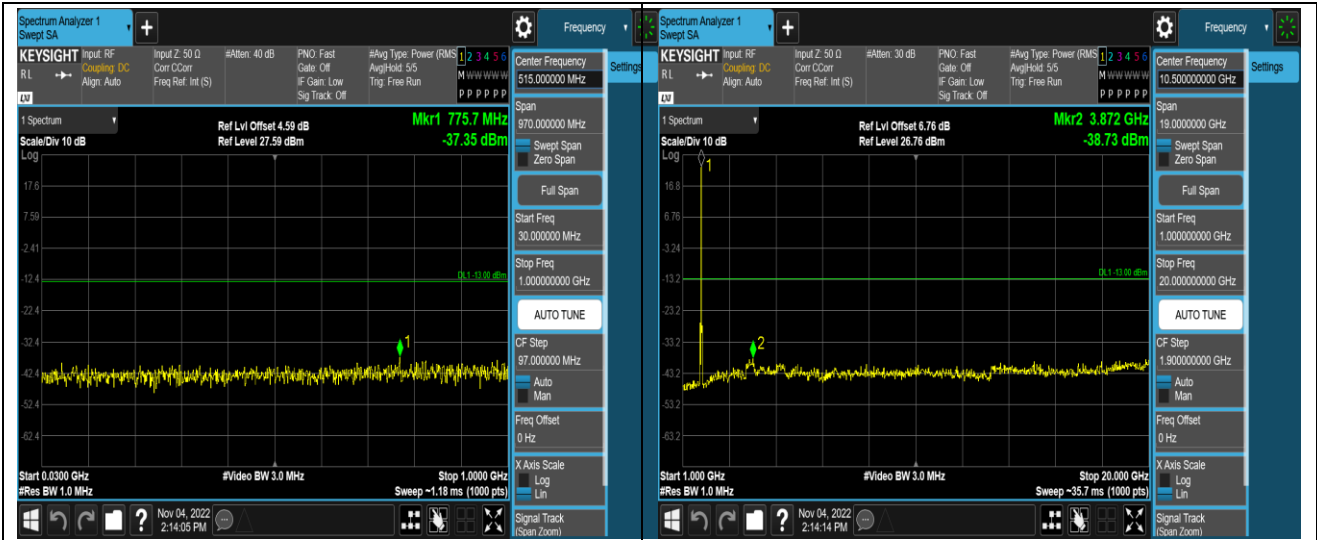 Spectrum Analyzer 1
Swept SA
+
Frequency
KEYSIGHT
RL
LXI
Input: RF
Coupling: DC
Align: Auto
Input Z: 50 Ω
Corr CCorr
Freq Ref: Int (S)
#Atten: 40 dB
PNO: Fast
Gate: Off
IF Gain: Low
Sig Track: Off
#Avg Type: Power (RMS
Avg|Hold: 5/5
Trig: Free Run
1 2 3 4 5 6
M W W W W W
P P P P P P
Center Frequency
515.000000 MHz
Settings
Span
970.000000 MHz
Swept Span
Zero Span
Full Span
Start Freq
30.000000 MHz
Stop Freq
1.000000000 GHz
AUTO TUNE
CF Step
97.000000 MHz
Auto
Man
Freq Offset
0 Hz
X Axis Scale
Log
Lin
Signal Track
(Span Zoom)
1 Spectrum
Scale/Div 10 dB
Log
Ref Lvl Offset 4.59 dB
Ref Level 27.59 dBm
Mkr1 775.7 MHz
-37.35 dBm
17.6
7.59
-2.41
-12.4
-22.4
-32.4
-42.4
-52.4
-62.4
DL1 -13.00 dBm
1
Start 0.0300 GHz
#Res BW 1.0 MHz
#Video BW 3.0 MHz
Stop 1.0000 GHz
Sweep ~1.18 ms (1000 pts)
?
Nov 04, 2022
2:14:05 PM
Spectrum Analyzer 1
Swept SA
+
Frequency
KEYSIGHT
RL
LXI
Input: RF
Coupling: DC
Align: Auto
Input Z: 50 Ω
Corr CCorr
Freq Ref: Int (S)
#Atten: 30 dB
PNO: Fast
Gate: Off
IF Gain: Low
Sig Track: Off
#Avg Type: Power (RMS
Avg|Hold: 5/5
Trig: Free Run
1 2 3 4 5 6
M W W W W W
P P P P P P
Center Frequency
10.500000000 GHz
Settings
Span
19.0000000 GHz
Swept Span
Zero Span
Full Span
Start Freq
1.000000000 GHz
Stop Freq
20.000000000 GHz
AUTO TUNE
CF Step
1.900000000 GHz
Auto
Man
Freq Offset
0 Hz
X Axis Scale
Log
Lin
Signal Track
(Span Zoom)
1 Spectrum
Scale/Div 10 dB
Log
Ref Lvl Offset 6.76 dB
Ref Level 26.76 dBm
Mkr2 3.872 GHz
-38.73 dBm
1
16.8
6.76
-3.24
-13.2
-23.2
-33.2
-43.2
-53.2
-63.2
DL1 -13.00 dBm
2
Start 1.000 GHz
#Res BW 1.0 MHz
#Video BW 3.0 MHz
Stop 20.000 GHz
Sweep ~35.7 ms (1000 pts)
?
Nov 04, 2022
2:14:14 PM